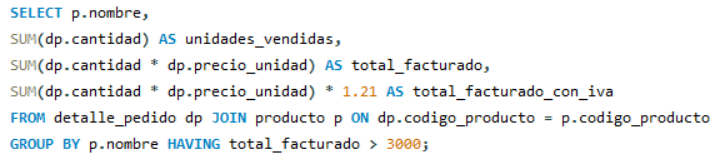 SELECT p.nombre,
SUM(dp.cantidad) AS unidades_vendidas,
SUM(dp.cantidad * dp.precio_unidad) AS total_facturado,
SUM(dp.cantidad * dp.precio_unidad) * 1.21 AS total_facturado_con_iva
FROM detalle_pedido dp JOIN producto p ON dp.codigo_producto = p.codigo_producto
GROUP BY p.nombre HAVING total_facturado > 3000;